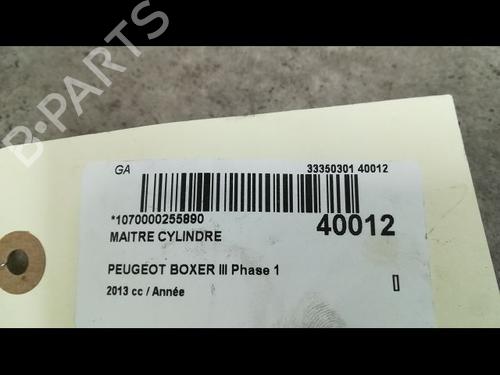 B-PARTS
GA
33350301 40012
*1070000255890
40012
MAITRE CYLINDRE
PEUGEOT BOXER III Phase 1
2013 cc / Année